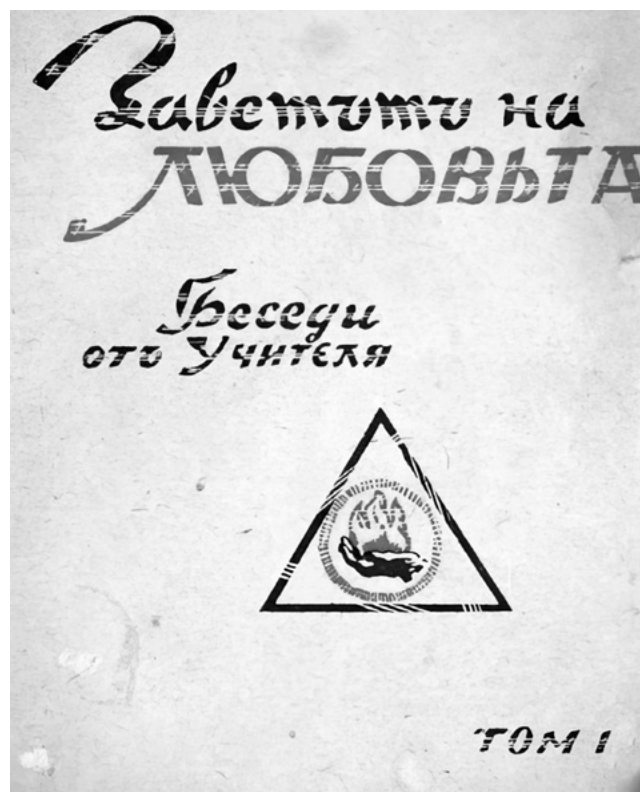 Заветътъ на
ЛЮБОВЬТА
Беседи
отъ Учителя
ТОМ I